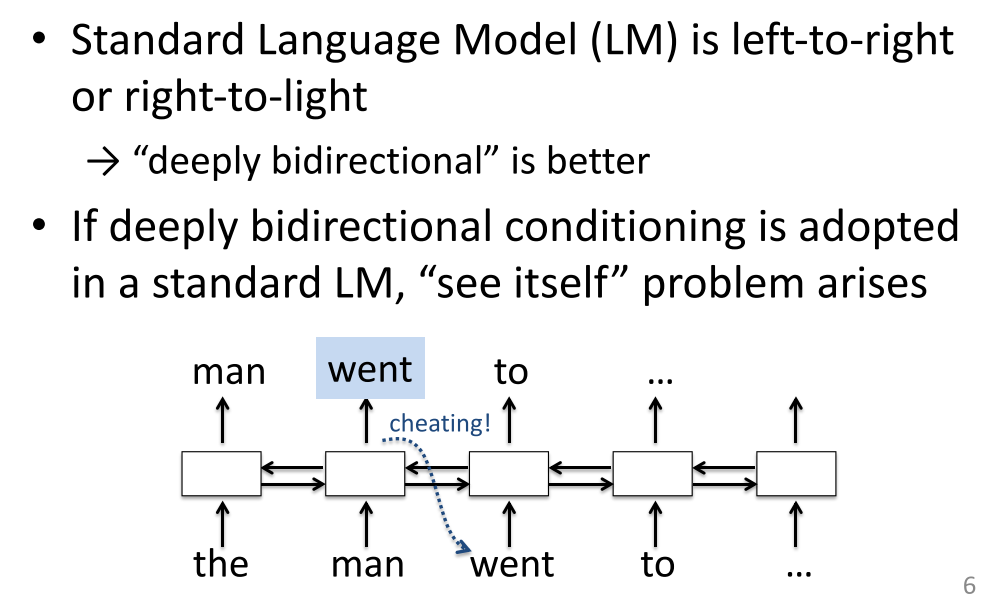 • Standard Language Model (LM) is left-to-right
or right-to-light
→ “deeply bidirectional” is better
• If deeply bidirectional conditioning is adopted
in a standard LM, “see itself” problem arises
man went to ...
cheating!
the man went to ...
6